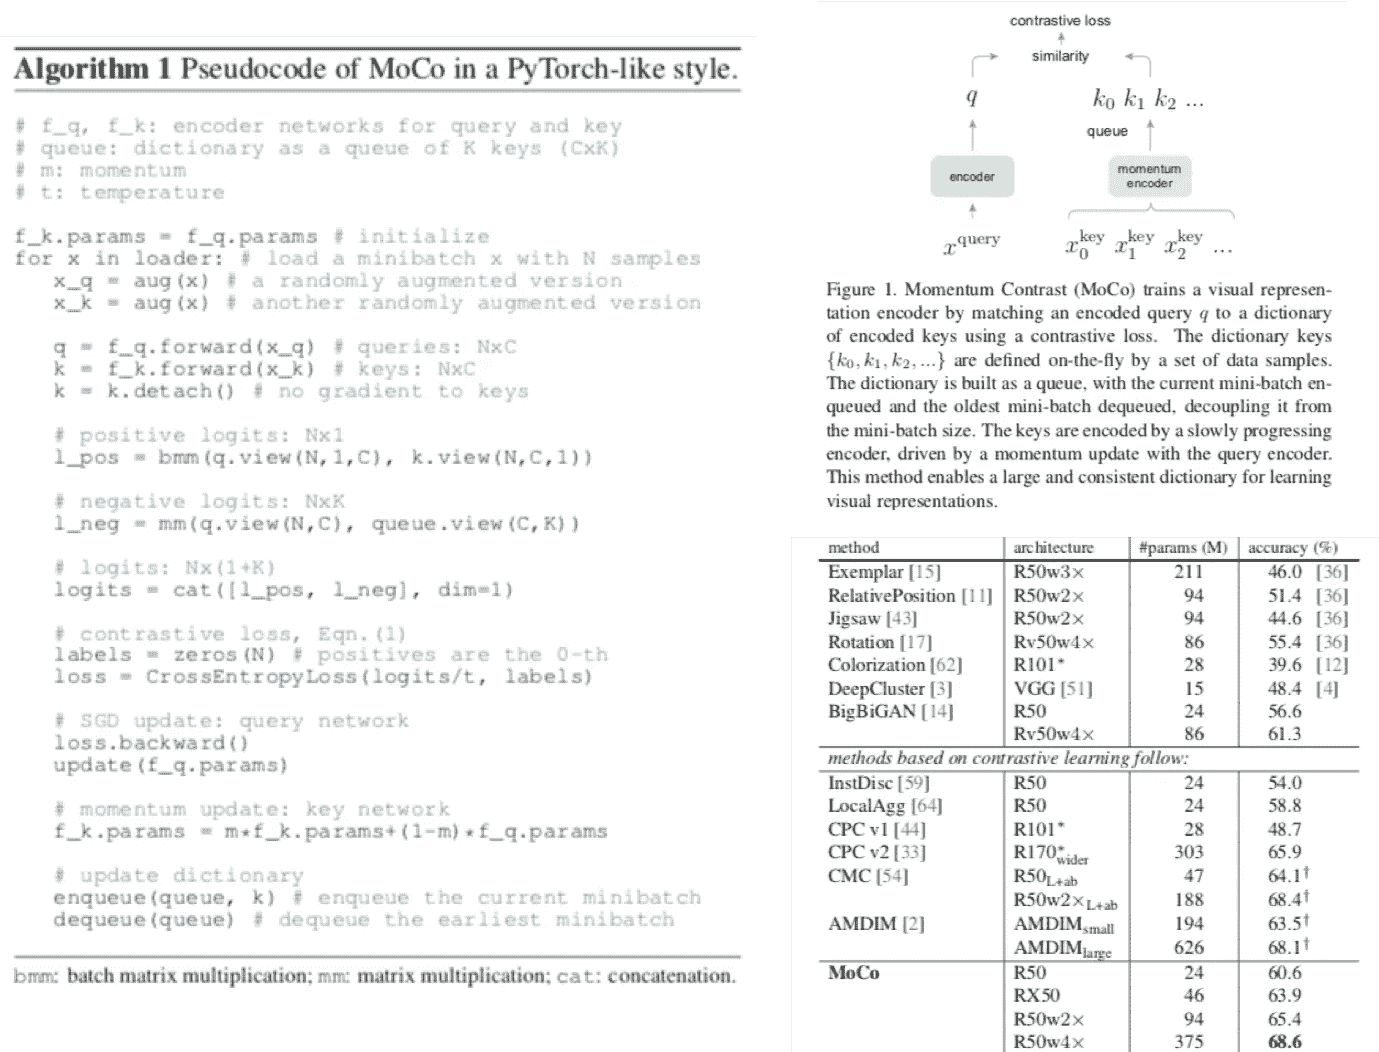 Algorithm 1 Pseudocode of MoCo in a PyTorch-like style.
# f_q, f_k: encoder networks for query and key
# queue: dictionary as a queue of K keys (CxK)
# m: momentum
# t: temperature
f_k.params = f_q.params # initialize
for x in loader: # load a minibatch x with N samples
x_q = aug(x) # a randomly augmented version
x_k = aug(x) # another randomly augmented version
q = f_q.forward(x_q) # queries: NxC
k = f_k.forward(x_k) # keys: NxC
k = k.detach() # no gradient to keys
# positive logits: Nx1
l_pos = bmm(q.view(N,1,C), k.view(N,C,1))
# negative logits: NxK
l_neg = mm(q.view(N,C), queue.view(C,K))
# logits: Nx(1+K)
logits = cat([l_pos, l_neg], dim=1)
# contrastive loss, Eqn.(1)
labels = zeros(N) # positives are the 0-th
loss = CrossEntropyLoss(logits/t, labels)
# SGD update: query network
loss.backward()
update(f_q.params)
# momentum update: key network
f_k.params = m*f_k.params+(1-m)*f_q.params
# update dictionary
enqueue(queue, k) # enqueue the current minibatch
dequeue(queue) # dequeue the earliest minibatch
bmm: batch matrix multiplication; mm: matrix multiplication; cat: concatenation.
contrastive loss
similarity
q k0 k1 k2 ...
queue
encoder momentum encoder
x^query x0^key x1^key x2^key ...
Figure 1. Momentum Contrast (MoCo) trains a visual represen-
tation encoder by matching an encoded query q to a dictionary
of encoded keys using a contrastive loss. The dictionary keys
{k0, k1, k2, ...} are defined on-the-fly by a set of data samples.
The dictionary is built as a queue, with the current mini-batch en-
queued and the oldest mini-batch dequeued, decoupling it from
the mini-batch size. The keys are encoded by a slowly progressing
encoder, driven by a momentum update with the query encoder.
This method enables a large and consistent dictionary for learning
visual representations.
method architecture #params (M) accuracy (%)
Exemplar [15] R50w3× 211 46.0 [36]
RelativePosition [11] R50w2× 94 51.4 [36]
Jigsaw [43] R50w2× 94 44.6 [36]
Rotation [17] Rv50w4× 86 55.4 [36]
Colorization [62] R101* 28 39.6 [12]
DeepCluster [3] VGG [51] 15 48.4 [4]
BigBiGAN [14] R50 24 56.6
Rv50w4× 86 61.3
methods based on contrastive learning follow:
InstDisc [59] R50 24 54.0
LocalAgg [64] R50 24 58.8
CPC v1 [44] R101* 28 48.7
CPC v2 [33] R170*wider 303 65.9
CMC [54] R50L+ab 47 64.1†
R50w2×L+ab 188 68.4†
AMDIM [2] AMDIMsmall 194 63.5†
AMDIMlarge 626 68.1†
MoCo R50 24 60.6
RX50 46 63.9
R50w2× 94 65.4
R50w4× 375 68.6